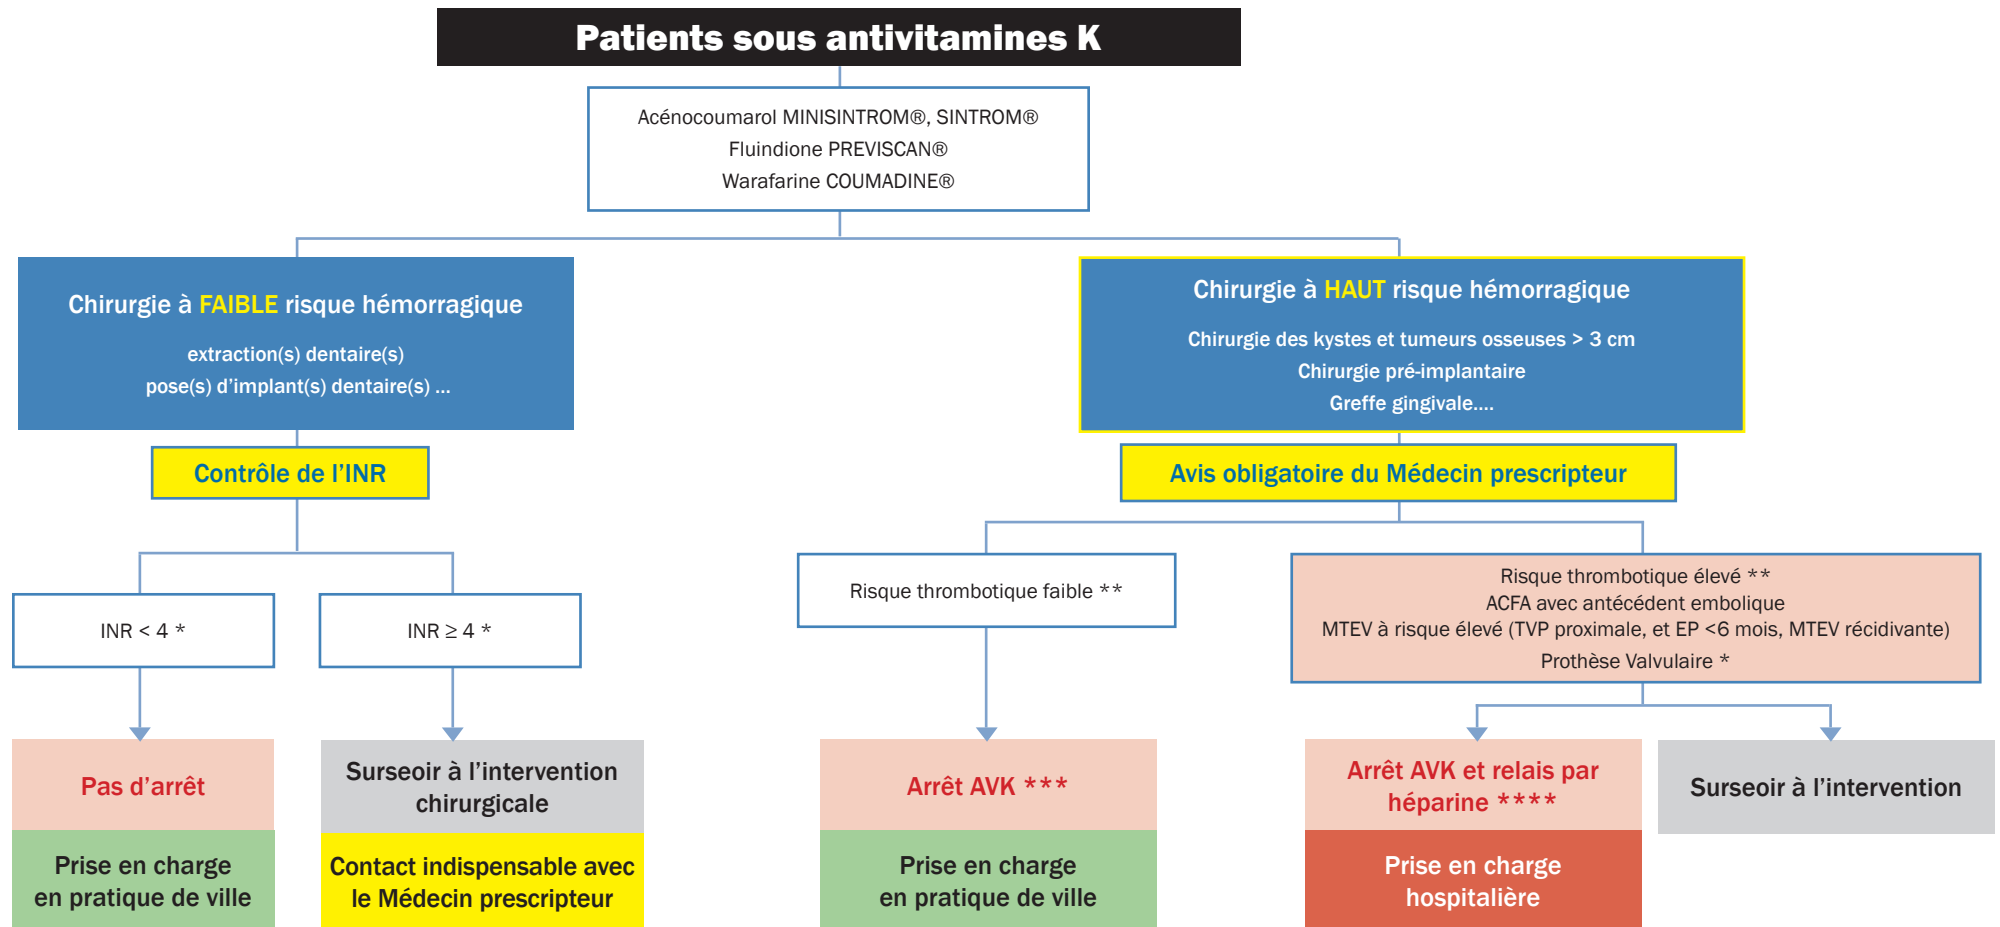 Patients sous antivitamines K
Acénocoumarol MINISINTROM®, SINTROM®
Fluindione PREVISCAN®
Warafarine COUMADINE®
Chirurgie à FAIBLE risque hémorragique
extraction(s) dentaire(s)
pose(s) d'implant(s) dentaire(s) ...
Contrôle de l'INR
INR < 4 *
INR ≥ 4 *
Pas d'arrêt
Prise en charge
en pratique de ville
Surseoir à l'intervention
chirurgicale
Contact indispensable avec
le Médecin prescripteur
Chirurgie à HAUT risque hémorragique
Chirurgie des kystes et tumeurs osseuses > 3 cm
Chirurgie pré-implantaire
Greffe gingivale....
Avis obligatoire du Médecin prescripteur
Risque thrombotique faible **
Arrêt AVK ***
Prise en charge
en pratique de ville
Risque thrombotique élevé **
ACFA avec antécédent embolique
MTEV à risque élevé (TVP proximale, et EP <6 mois, MTEV récidivante)
Prothèse Valvulaire *
Arrêt AVK et relais par
héparine ****
Prise en charge
hospitalière
Surseoir à l'intervention